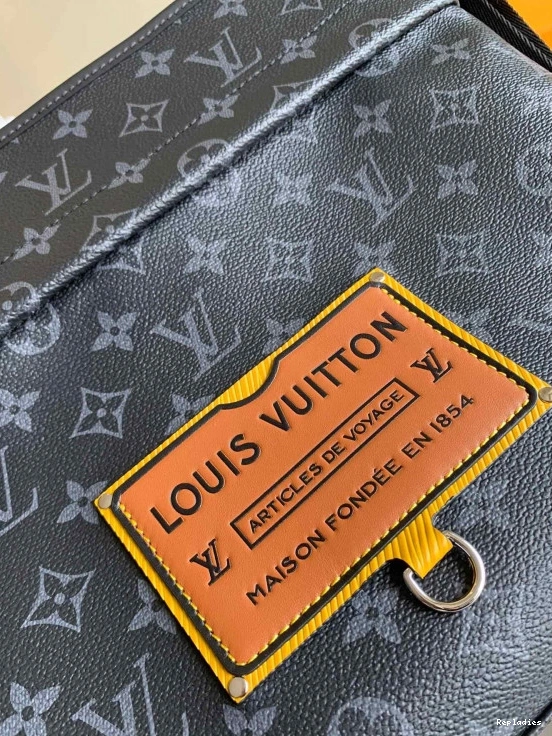 LOUIS VUITTON
ARTICLES DE VOYAGE
LV
LV
MAISON FONDÉE EN 1854
Repladies